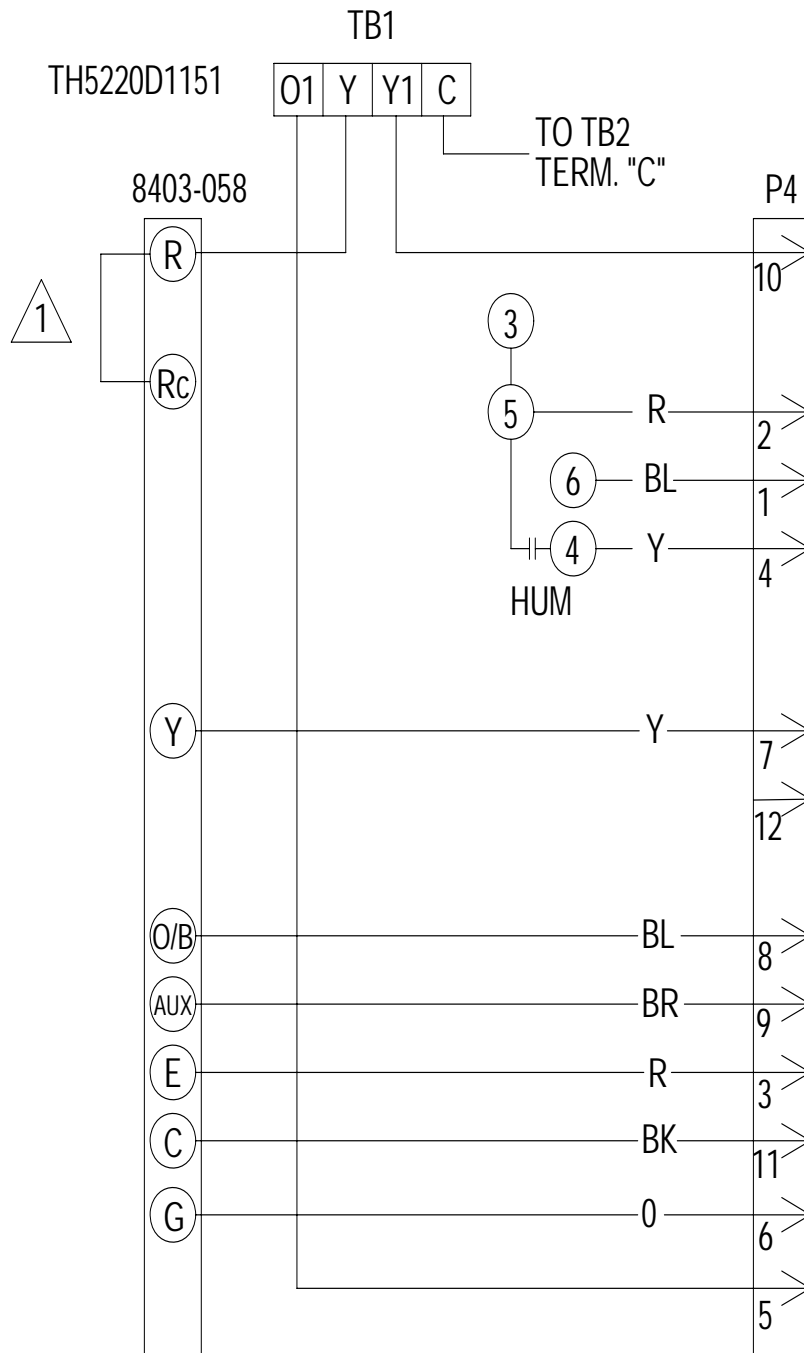 TB1
TH5220D1151
O1 Y Y1 C
TO TB2
TERM. "C"
8403-058
P4
R
10
1
3
Rc
5 R
2
6 BL
1
4 Y
4
HUM
Y Y
7
12
O/B BL
8
AUX BR
9
E R
3
C BK
11
G 0
6
5